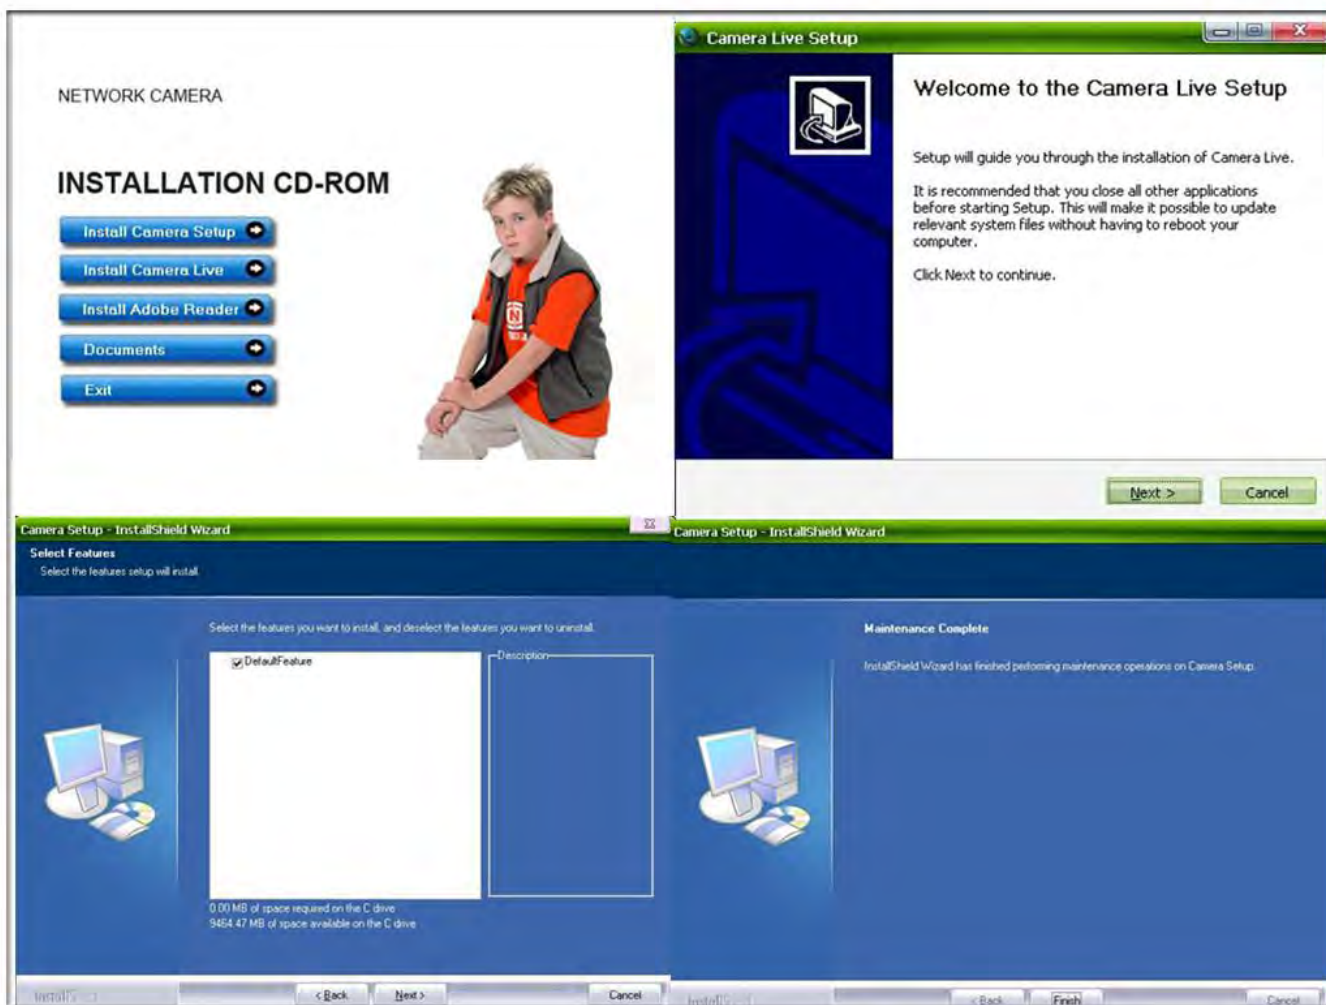 NETWORK CAMERA
INSTALLATION CD-ROM
Install Camera Setup
Install Camera Live
Install Adobe Reader
Documents
Exit
N
Camera Live Setup
Welcome to the Camera Live Setup
Setup will guide you through the installation of Camera Live.
It is recommended that you close all other applications
before starting Setup. This will make it possible to update
relevant system files without having to reboot your
computer.
Click Next to continue.
Next >
Cancel
Camera Setup - InstallShield Wizard
Select Features
Select the features setup will install.
Select the features you want to install, and deselect the features you want to uninstall.
DefaultFeature
Description
0.00 MB of space required on the C drive
9464.47 MB of space available on the C drive
< Back
Next >
Cancel
Camera Setup - InstallShield Wizard
Maintenance Complete
InstallShield Wizard has finished performing maintenance operations on Camera Setup.
< Back
Finish
Cancel